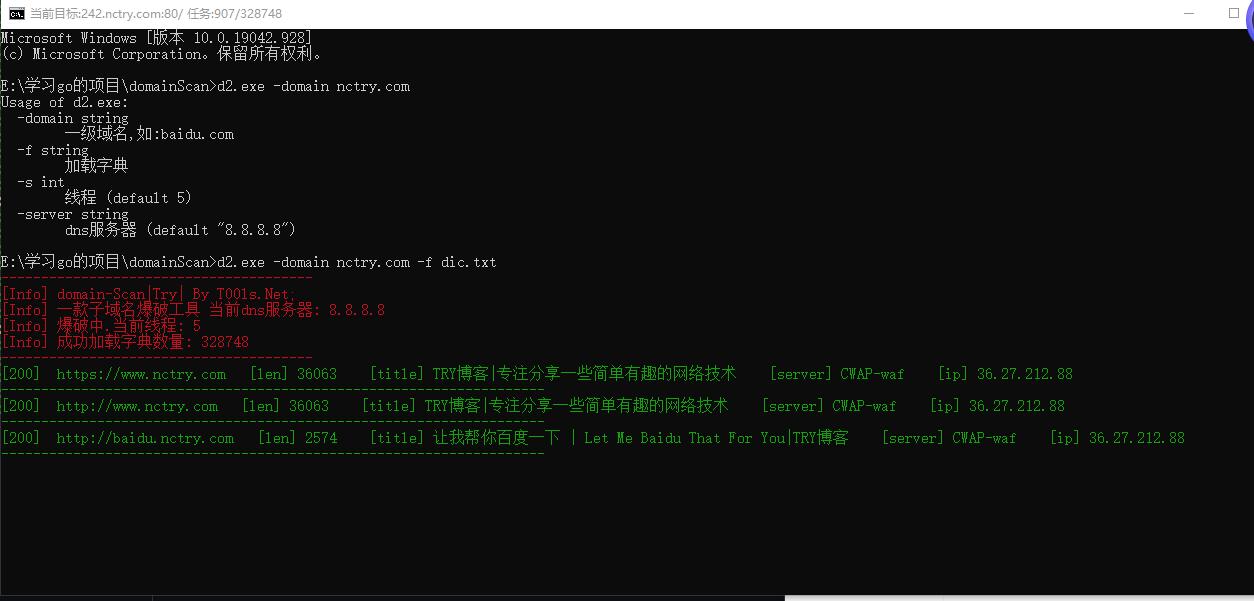 当前目标:242.nctry.com:80/ 任务:907/328748
Microsoft Windows [版本 10.0.19042.928]
(c) Microsoft Corporation。保留所有权利。
E:\学习go的项目\domainScan>d2.exe -domain nctry.com
Usage of d2.exe:
-domain string
一级域名,如:baidu.com
-f string
加载字典
-s int
线程 (default 5)
-server string
dns服务器 (default "8.8.8.8")
E:\学习go的项目\domainScan>d2.exe -domain nctry.com -f dic.txt
---------------------------------------
[Info] domain-Scan|Try| By T00ls.Net;
[Info] 一款子域名爆破工具 当前dns服务器: 8.8.8.8
[Info] 爆破中.当前线程: 5
[Info] 成功加载字典数量: 328748
---------------------------------------
[200] https://www.nctry.com [len] 36063 [title] TRY博客|专注分享一些简单有趣的网络技术 [server] CWAP-waf [ip] 36.27.212.88
--------------------------------------------------------------------
[200] http://www.nctry.com [len] 36063 [title] TRY博客|专注分享一些简单有趣的网络技术 [server] CWAP-waf [ip] 36.27.212.88
--------------------------------------------------------------------
[200] http://baidu.nctry.com [len] 2574 [title] 让我帮你百度一下 | Let Me Baidu That For You|TRY博客 [server] CWAP-waf [ip] 36.27.212.88
--------------------------------------------------------------------